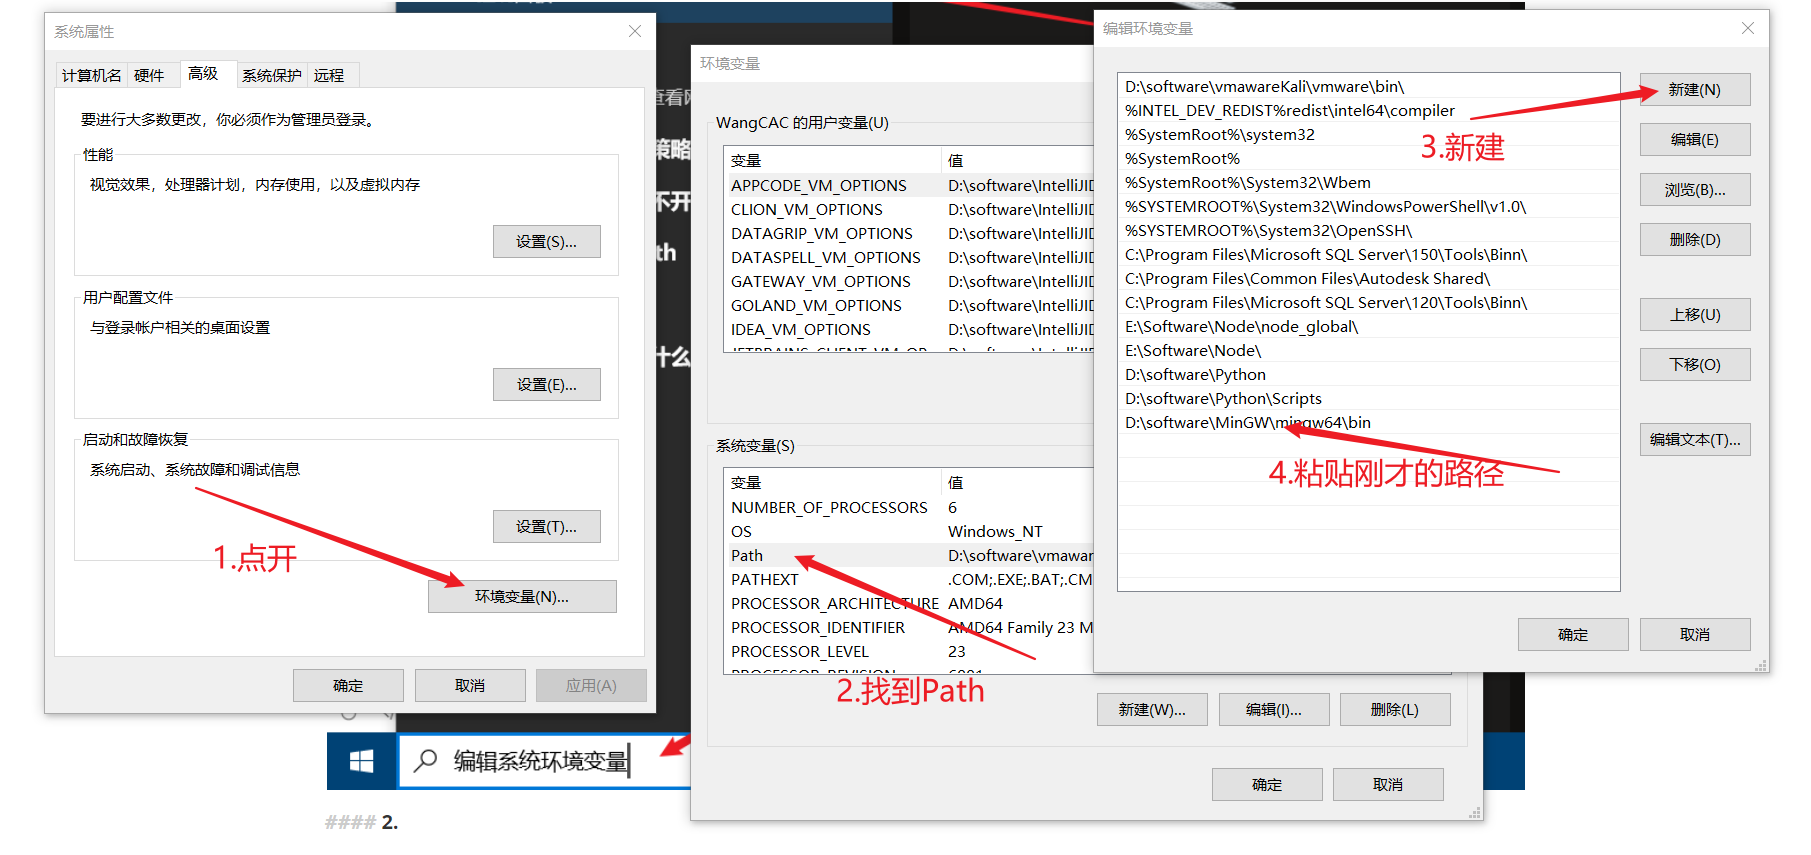 系统属性
计算机名
硬件
高级
系统保护
远程
要进行大多数更改，你必须作为管理员登录。
性能
视觉效果，处理器计划，内存使用，以及虚拟内存
设置(S)...
用户配置文件
与登录帐户相关的桌面设置
设置(E)...
启动和故障恢复
系统启动、系统故障和调试信息
设置(T)...
1.点开
环境变量(N)...
确定
取消
应用(A)
编辑系统环境变量
#### 2.
查看
策略
不开
th
什么
环境变量
WangCAC 的用户变量(U)
变量 值
APPCODE_VM_OPTIONS D:\software\IntelliJID
CLION_VM_OPTIONS D:\software\IntelliJID
DATAGRIP_VM_OPTIONS D:\software\IntelliJID
DATASPELL_VM_OPTIONS D:\software\IntelliJID
GATEWAY_VM_OPTIONS D:\software\IntelliJID
GOLAND_VM_OPTIONS D:\software\IntelliJID
IDEA_VM_OPTIONS D:\software\IntelliJID
系统变量(S)
变量 值
NUMBER_OF_PROCESSORS 6
OS Windows_NT
Path D:\software\vmawar
PATHEXT .COM;.EXE;.BAT;.CM
PROCESSOR_ARCHITECTURE AMD64
PROCESSOR_IDENTIFIER AMD64 Family 23 M
PROCESSOR_LEVEL 23
2.找到Path
新建(W)...
编辑(I)...
删除(L)
确定
取消
编辑环境变量
D:\software\vmawareKali\vmware\bin\
%INTEL_DEV_REDIST%redist\intel64\compiler
%SystemRoot%\system32
%SystemRoot%
%SystemRoot%\System32\Wbem
%SYSTEMROOT%\System32\WindowsPowerShell\v1.0\
%SYSTEMROOT%\System32\OpenSSH\
C:\Program Files\Microsoft SQL Server\150\Tools\Binn\
C:\Program Files\Common Files\Autodesk Shared\
C:\Program Files\Microsoft SQL Server\120\Tools\Binn\
E:\Software\Node\node_global\
E:\Software\Node\
D:\software\Python
D:\software\Python\Scripts
D:\software\MinGW\mingw64\bin
3.新建
4.粘贴刚才的路径
新建(N)
编辑(E)
浏览(B)...
删除(D)
上移(U)
下移(O)
编辑文本(T)...
确定
取消